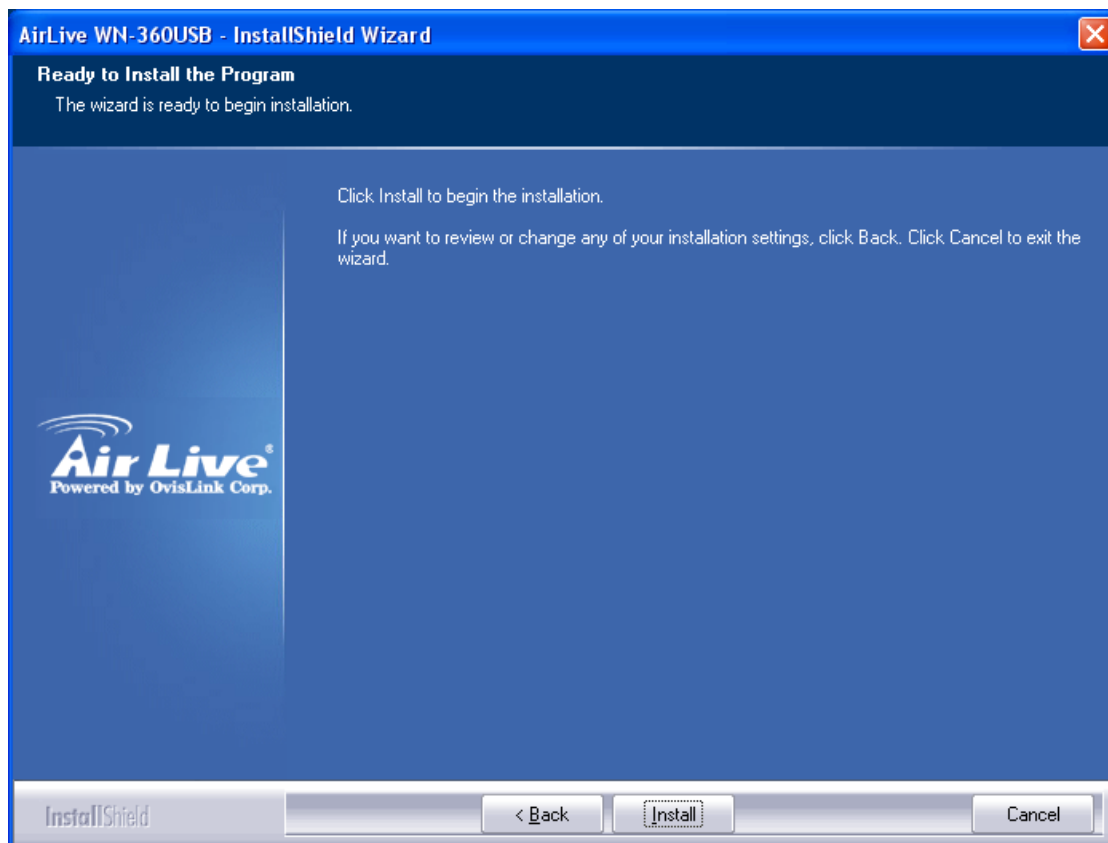 AirLive WN-360USB - InstallShield Wizard
Ready to Install the Program
The wizard is ready to begin installation.
Click Install to begin the installation.
If you want to review or change any of your installation settings, click Back. Click Cancel to exit the
wizard.
Air Live®
Powered by OvisLink Corp.
InstallShield
< Back
Install
Cancel